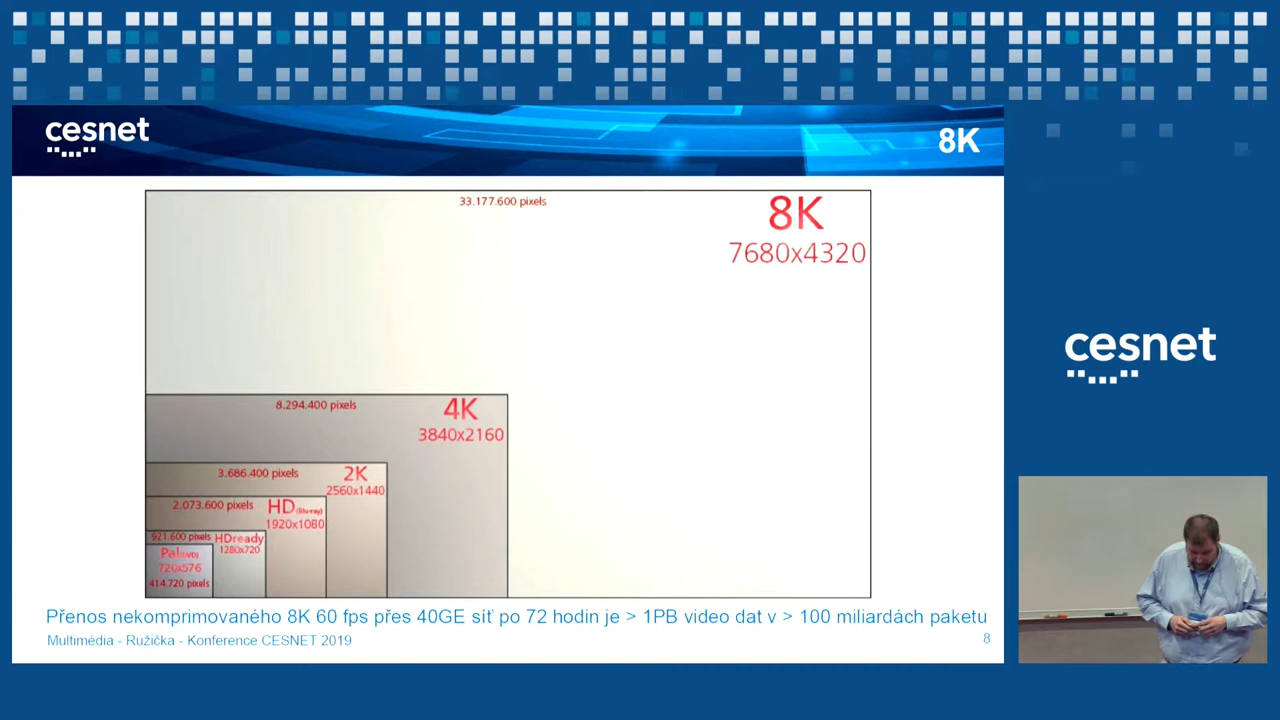 cesnet
8K
33.177.600 pixels
8K
7680x4320
8.294.400 pixels
4K
3840x2160
3.686.400 pixels
2K
2560x1440
2.073.600 pixels
HD (Blu-ray)
1920x1080
921.600 pixels
HDready
1280x720
Pal (DVD)
720x576
414.720 pixels
Přenos nekomprimovaného 8K 60 fps přes 40GE síť po 72 hodin je > 1PB video dat v > 100 miliardách paketu
Multimédia - Ružička - Konference CESNET 2019
8
cesnet